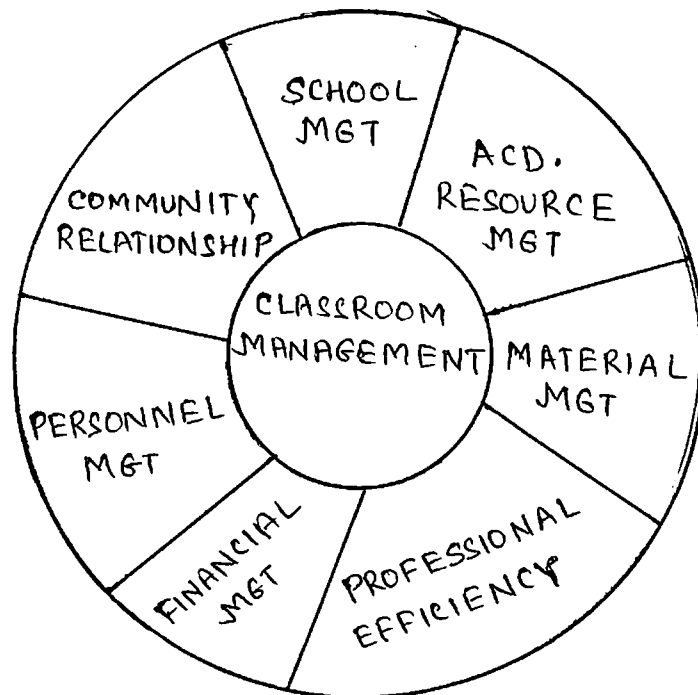 SCHOOL
MGT
ACD.
RESOURCE
MGT
MATERIAL
MGT
PROFESSIONAL
EFFICIENCY
FINANCIAL
MGT
PERSONNEL
MGT
COMMUNITY
RELATIONSHIP
CLASSROOM
MANAGEMENT